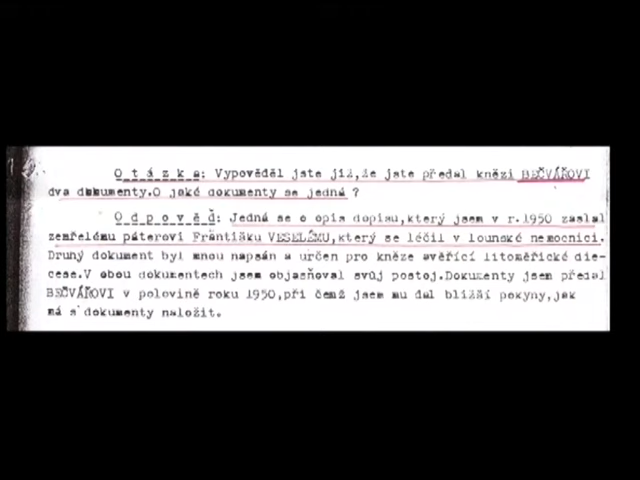 O t á z k a: Vypověděl jste již,že jste předal knězi BEČVÁŘOVI
dva dokumenty.O jaké dokumenty se jedná ?
O d p o v ě ď: Jedná se o opis dopisu,který jsem v r.1950 zaslal
zemřelému páterovi Františku VESELÉMU,který se léčil v lounské nemocnici.
Druhý dokument byl mnou napsán a určen pro kněze svěřící litoměřické die-
cese.V obou dokumentech jsem objasňoval svůj postoj.Dokumenty jsem předal
BEČVÁŘOVI v polovině roku 1950,při čemž jsem mu dal bližší pokyny,jak
má s dokumenty naložit.